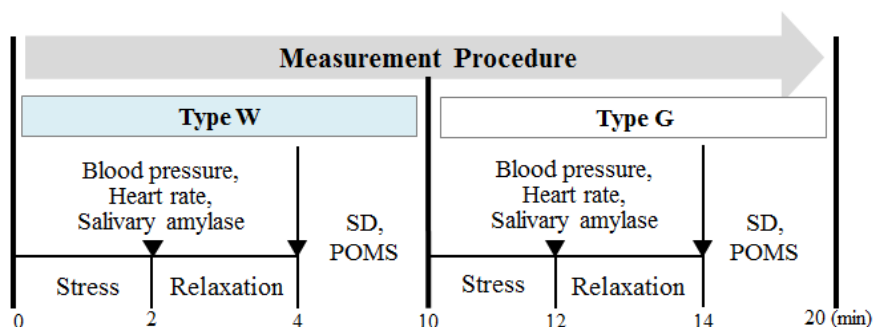 Measurement Procedure
Type W
Type G
Blood pressure,
Heart rate,
Salivary amylase
SD,
POMS
Blood pressure,
Heart rate,
Salivary amylase
SD,
POMS
Stress
Relaxation
Stress
Relaxation
0
2
4
10
12
14
20 (min)